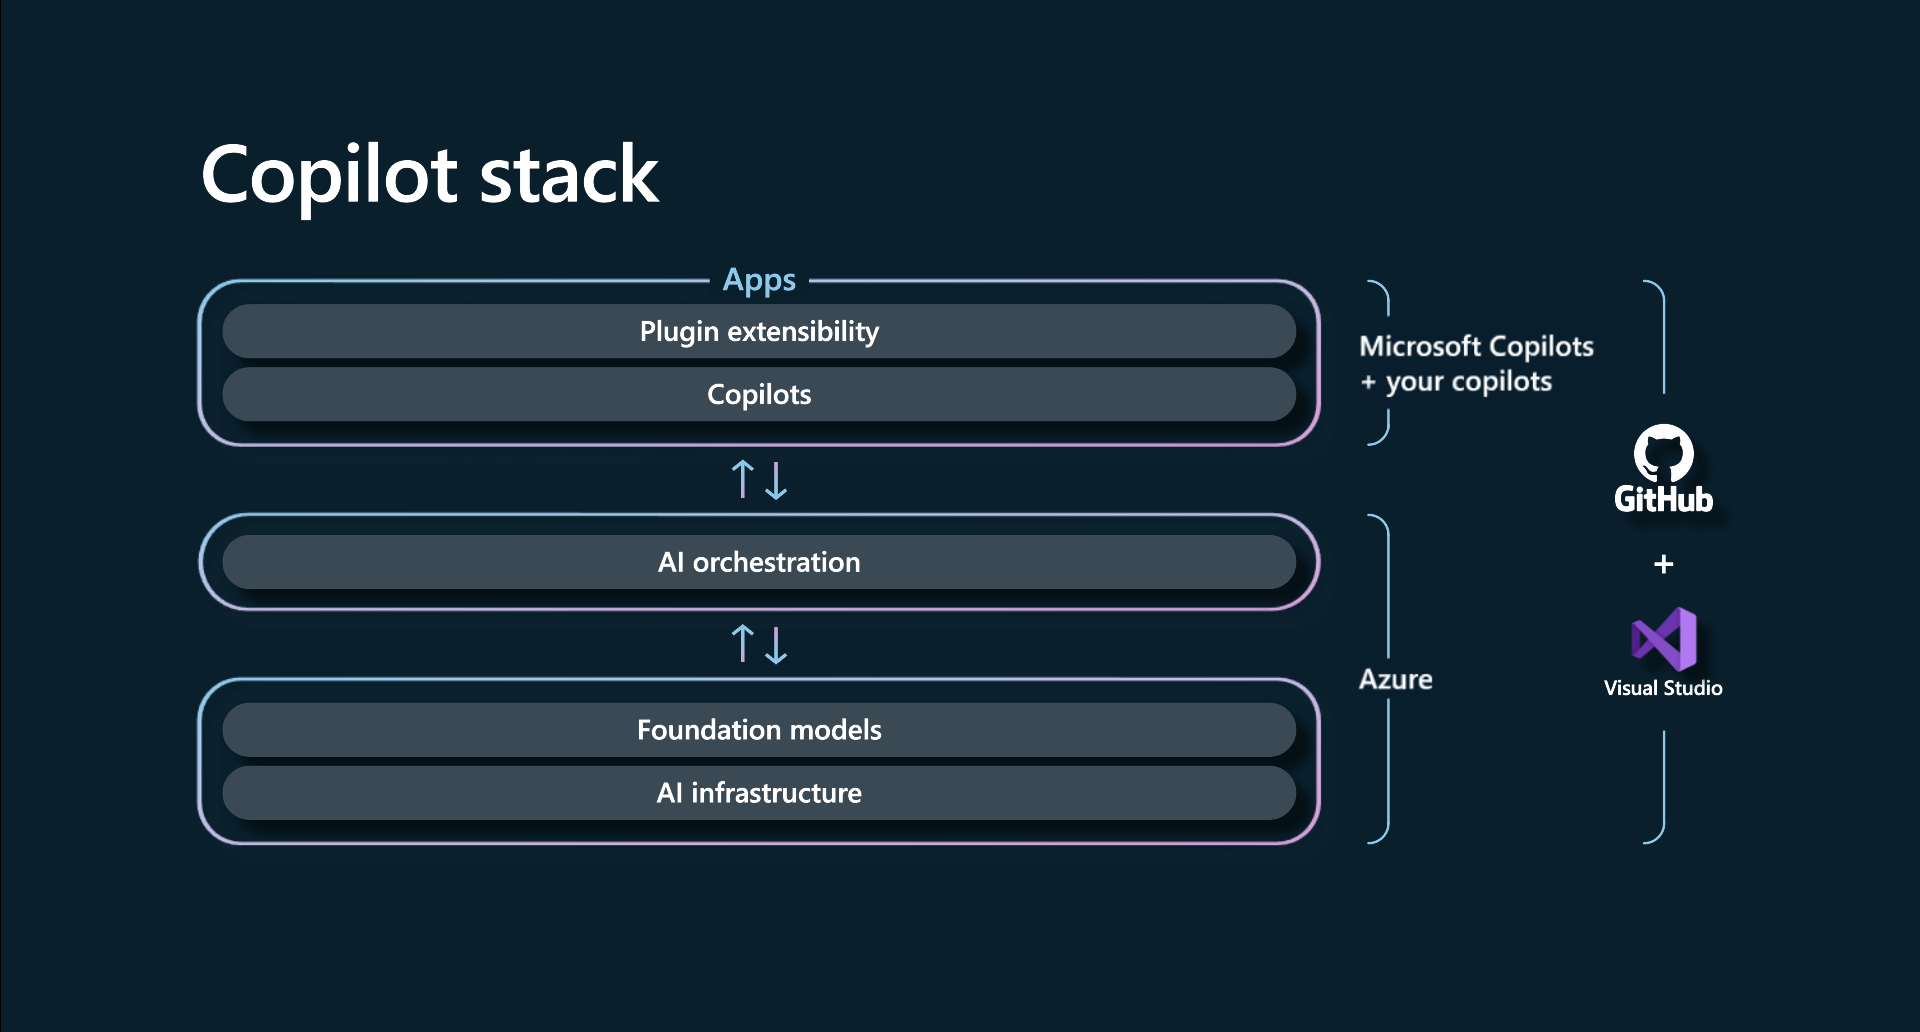 Copilot stack
Apps
Plugin extensibility
Copilots
Microsoft Copilots
+ your copilots
AI orchestration
Foundation models
AI infrastructure
Azure
GitHub
+
Visual Studio